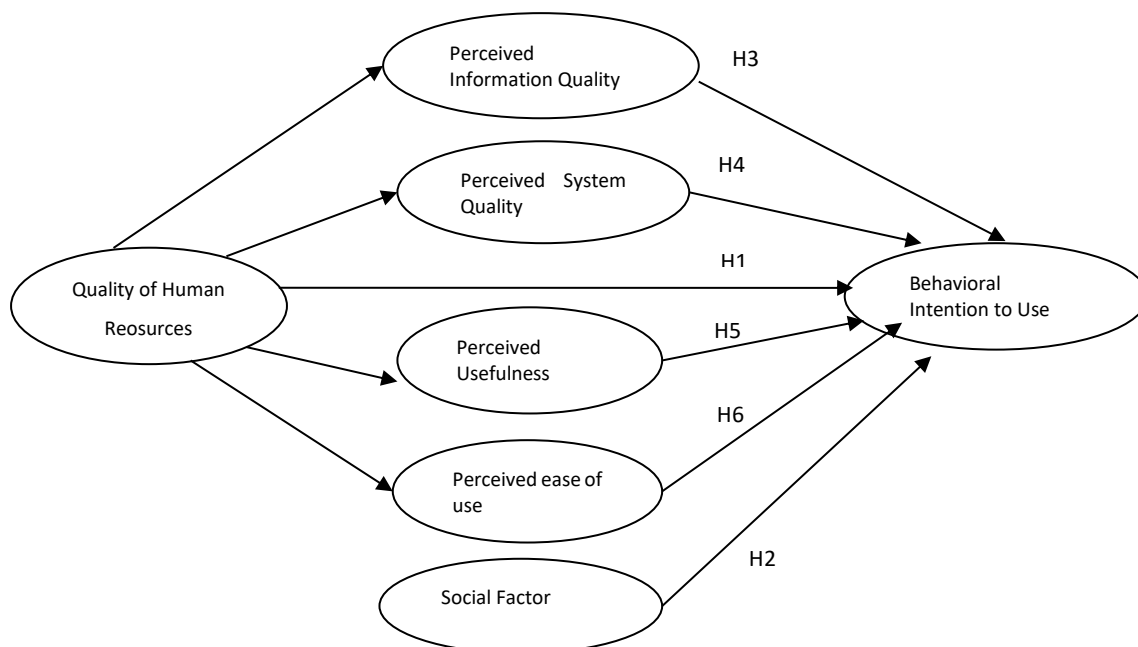 Perceived
Information Quality
H3
Perceived System
Quality
H4
H1
Quality of Human
Reosurces
Behavioral
Intention to Use
Perceived
Usefulness
H5
H6
Perceived ease of
use
H2
Social Factor